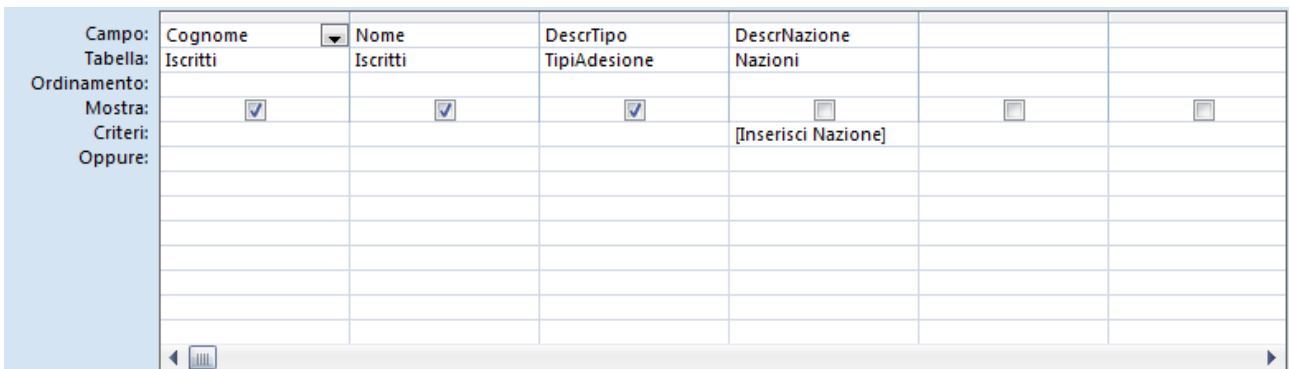 Campo: Cognome Nome DescrTipo DescrNazione
Tabella: Iscritti Iscritti TipiAdesione Nazioni
Ordinamento:
Mostra:
Criteri: [Inserisci Nazione]
Oppure: